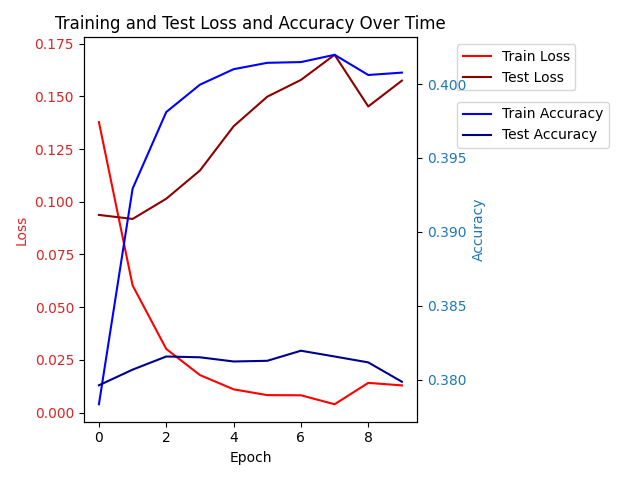 Training and Test Loss and Accuracy Over Time
Loss
0.175
0.150
0.125
0.100
0.075
0.050
0.025
0.000
0
2
4
6
8
Epoch
0.400
0.395
0.390
0.385
0.380
Accuracy
Train Loss
Test Loss
Train Accuracy
Test Accuracy